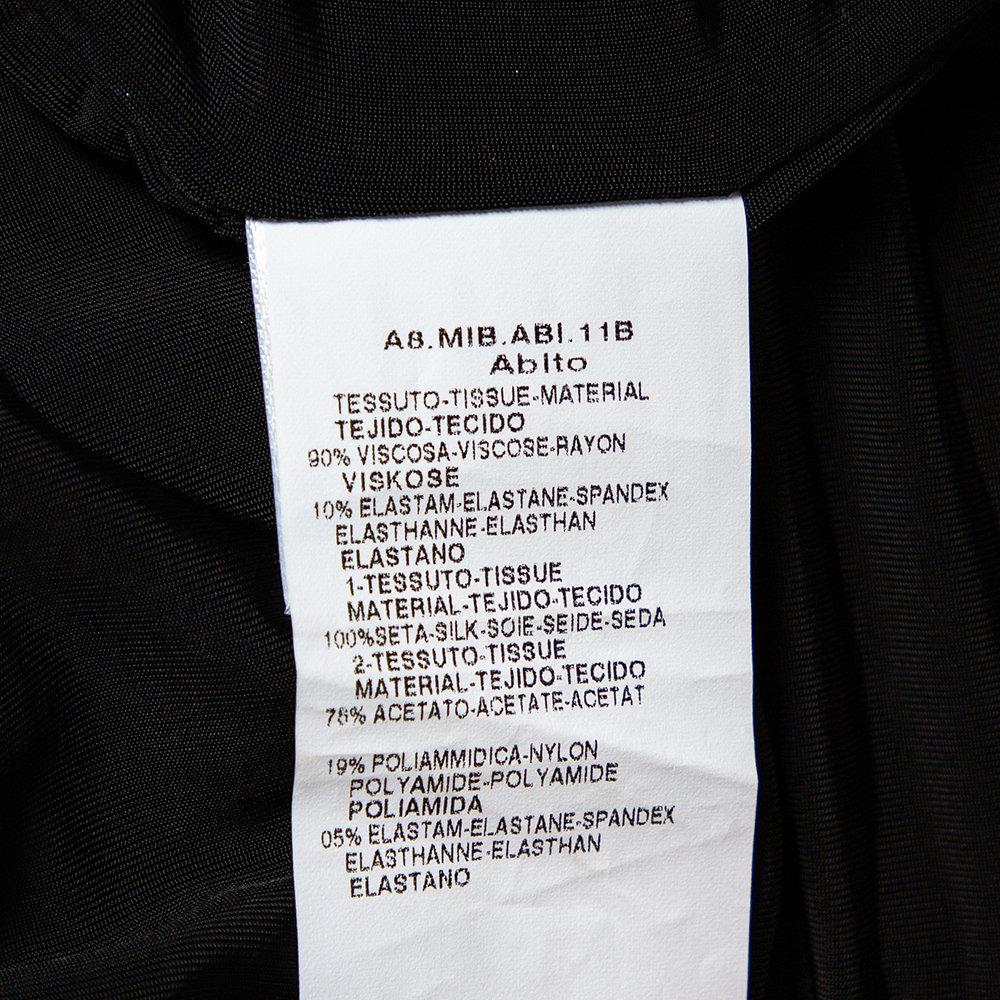 A8.MIB.ABI.11B
Abito
TESSUTO-TISSUE-MATERIAL
TEJIDO-TECIDO
90% VISCOSA-VISCOSE-RAYON
VISKOSE
10% ELASTAM-ELASTANE-SPANDEX
ELASTHANNE-ELASTHAN
ELASTANO
1-TESSUTO-TISSUE
MATERIAL-TEJIDO-TECIDO
100%SETA-SILK-SOIE-SEIDE-SEDA
2-TESSUTO-TISSUE
MATERIAL-TEJIDO-TECIDO
76% ACETATO-ACETATE-ACETAT
19% POLIAMMIDICA-NYLON
POLYAMIDE-POLYAMIDE
POLIAMIDA
05% ELASTAM-ELASTANE-SPANDEX
ELASTHANNE-ELASTHAN
ELASTANO